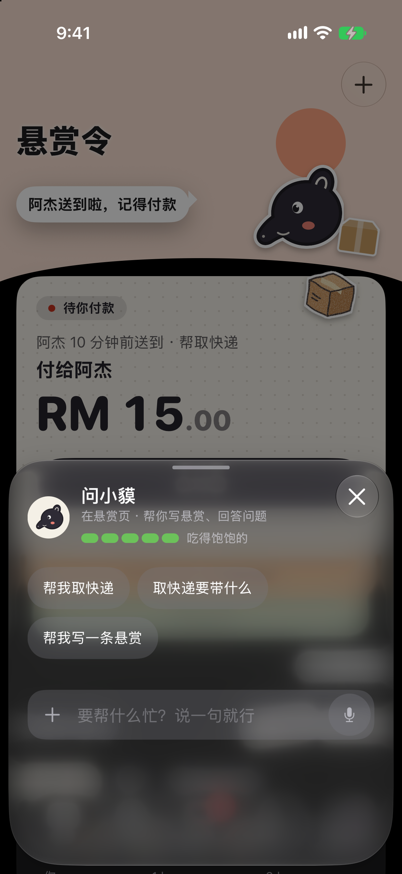 9:41
悬赏令
阿杰送到啦，记得付款
待你付款
阿杰 10 分钟前送到 · 帮取快递
付给阿杰
RM 15.00
问小貘
在悬赏页 · 帮你写悬赏、回答问题
吃得饱饱的
帮我取快递
取快递要带什么
帮我写一条悬赏
要帮什么忙？说一句就行